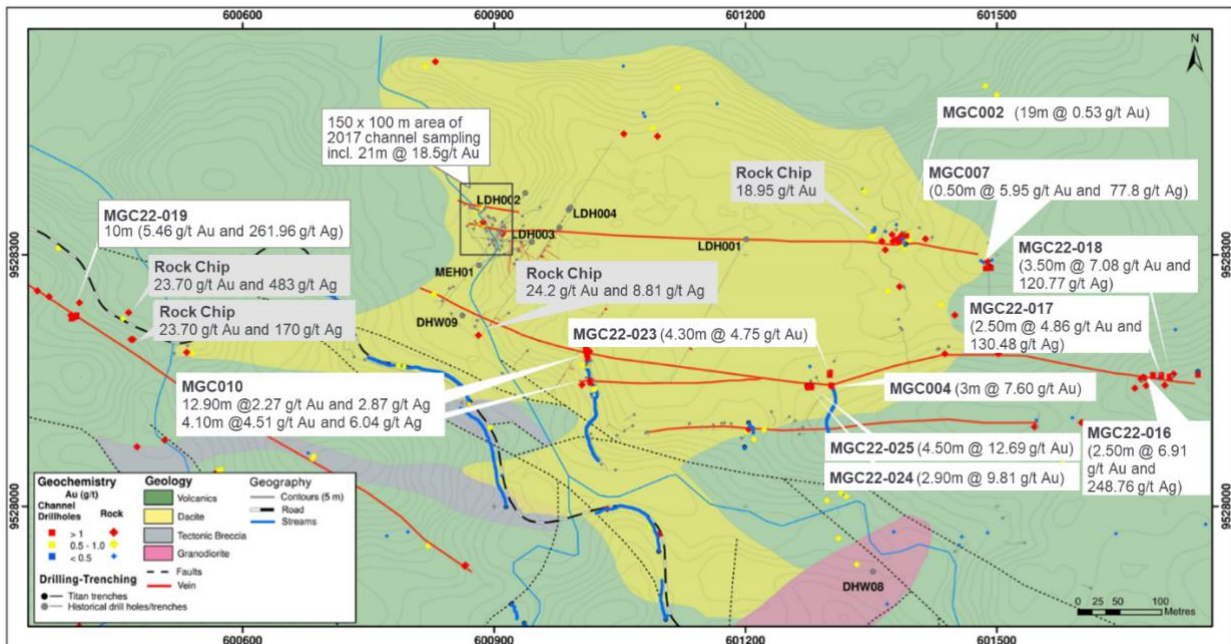 600600
600900
601200
601500
N
MGC002 (19m @ 0.53 g/t Au)
150 x 100 m area of
2017 channel sampling
incl. 21m @ 18.5g/t Au
MGC007
(0.50m @ 5.95 g/t Au and 77.8 g/t Ag)
Rock Chip
18.95 g/t Au
LDH002
LDH004
MGC22-019
10m (5.46 g/t Au and 261.96 g/t Ag)
LDH003
LDH001
9528300
9528300
MGC22-018
(3.50m @ 7.08 g/t Au and
120.77 g/t Ag)
Rock Chip
23.70 g/t Au and 483 g/t Ag
MEH01
Rock Chip
24.2 g/t Au and 8.81 g/t Ag
MGC22-017
(2.50m @ 4.86 g/t Au and
130.48 g/t Ag)
Rock Chip
23.70 g/t Au and 170 g/t Ag
DHW09
MGC22-023 (4.30m @ 4.75 g/t Au)
MGC010
12.90m @2.27 g/t Au and 2.87 g/t Ag
4.10m @4.51 g/t Au and 6.04 g/t Ag
MGC004 (3m @ 7.60 g/t Au)
MGC22-025 (4.50m @ 12.69 g/t Au)
MGC22-024 (2.90m @ 9.81 g/t Au)
MGC22-016
(2.50m @ 6.91
g/t Au and
248.76 g/t Ag)
9528000
9528000
Geochemistry
Au (g/t)
Channel
Drillholes
Rock
> 1
0.5 - 1.0
< 0.5
Drilling-Trenching
Titan trenches
Historical drill holes/trenches
Geology
Volcanics
Dacite
Tectonic Breccia
Granodiorite
Faults
Vein
Geography
Contours (5 m)
Road
Streams
DHW08
0 25 50 100
Metres
600600
600900
601200
601500